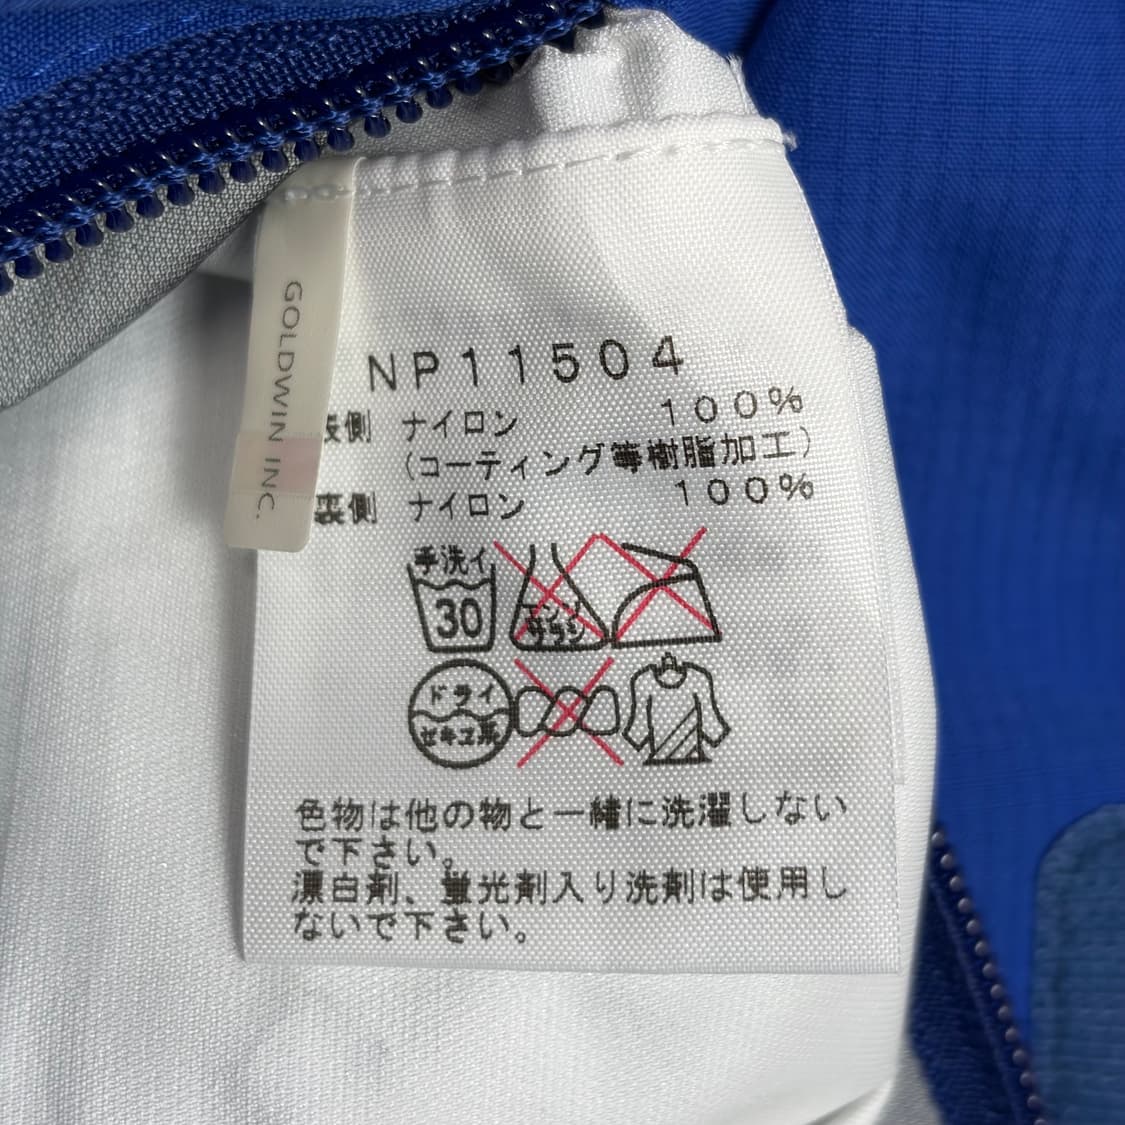 GOLDWIN INC.
NP11504
表側 ナイロン 100%
(コーティング等樹脂加工)
裏側 ナイロン 100%
手洗イ
30
エンソ
サラシ
ドライ
セキユ系
色物は他の物と一緒に洗濯しない
で下さい。
漂白剤、蛍光剤入り洗剤は使用し
ないで下さい。